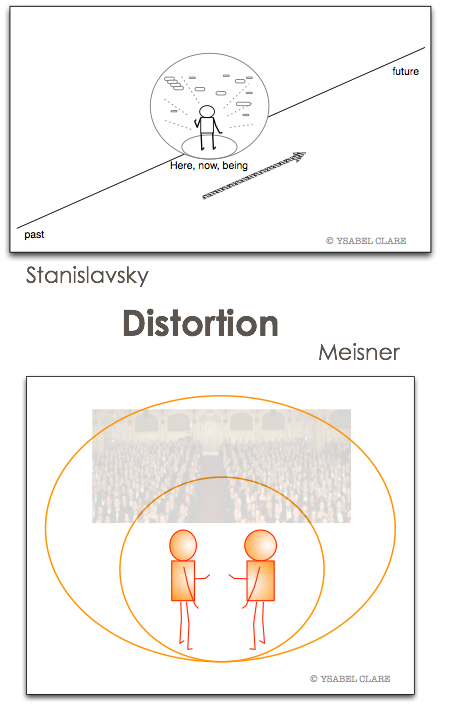 future
Here, now, being
past
© YSABEL CLARE
Stanislavsky
Distortion
Meisner
© YSABEL CLARE